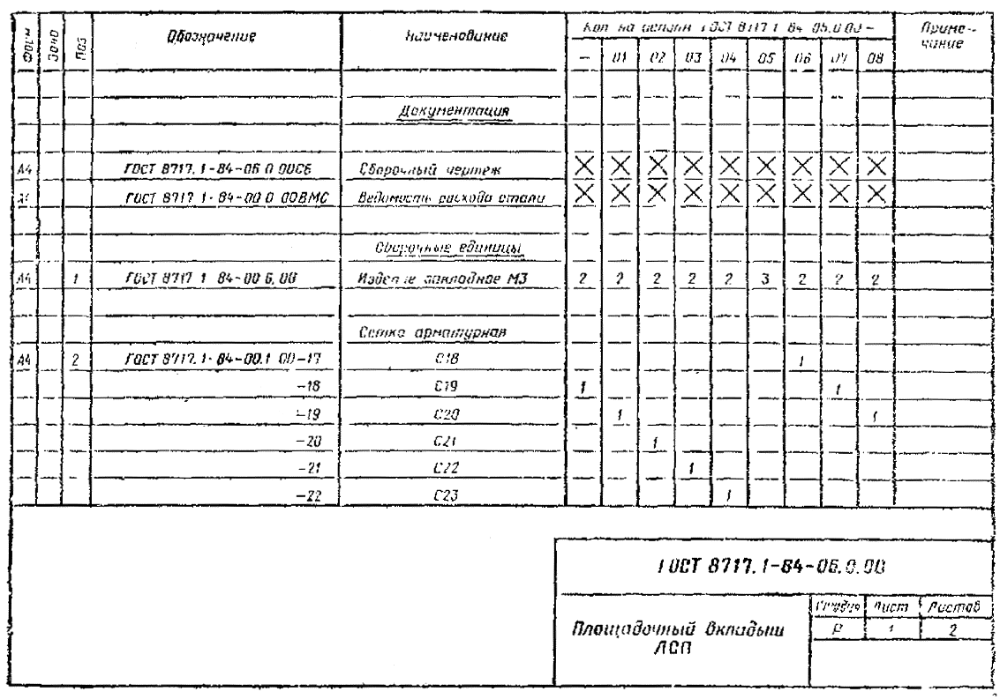 Форм Зона Поз Обозначение Наименование Кол на исполн ГОСТ 8717.1-84-05.0.00- Приме-
чание
- 01 02 03 04 05 06 07 08
Документация
А4 ГОСТ 8717.1-84-06.0.00СБ Сборочный чертеж X X X X X X X X X
ГОСТ 8717.1-84-00.0.00ВМС Ведомость расхода стали X X X X X X X X X
Сборочные единицы
А4 1 ГОСТ 8717.1-84-00.6.00 Изделие закладное М3 2 2 2 2 2 3 2 2 2
Сетка арматурная
А4 2 ГОСТ 8717.1-84-00.1.00-17 С18 1
-18 С19 1 1
-19 С20 1 1
-20 С21 1
-21 С22 1
-22 С23 1
ГОСТ 8717.1-84-06.0.00
Стадия Лист Листов
Р 1 2
Площадочный вкладыш
ЛСП